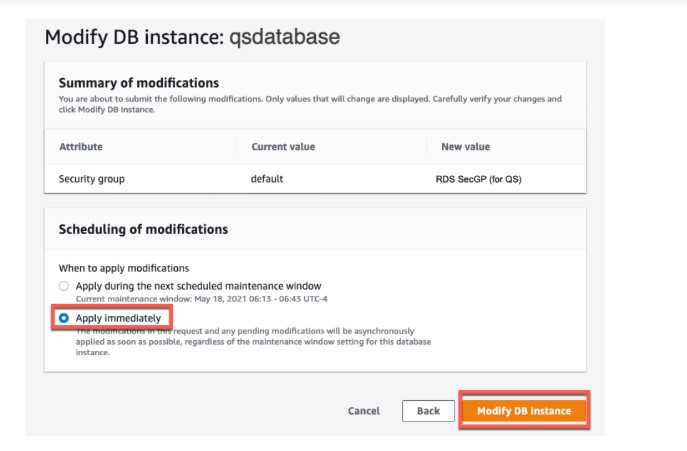 Modify DB instance: qsdatabase
Summary of modifications
You are about to submit the following modifications. Only values that will change are displayed. Carefully verify your changes and
click Modify DB Instance.
Attribute Current value New value
Security group default RDS SecGP (for QS)
Scheduling of modifications
When to apply modifications
Apply during the next scheduled maintenance window
Current maintenance window: May 18, 2021 06:13 - 06:43 UTC-4
Apply immediately
The modifications in this request and any pending modifications will be asynchronously
applied as soon as possible, regardless of the maintenance window setting for this database
instance.
Cancel Back Modify DB instance